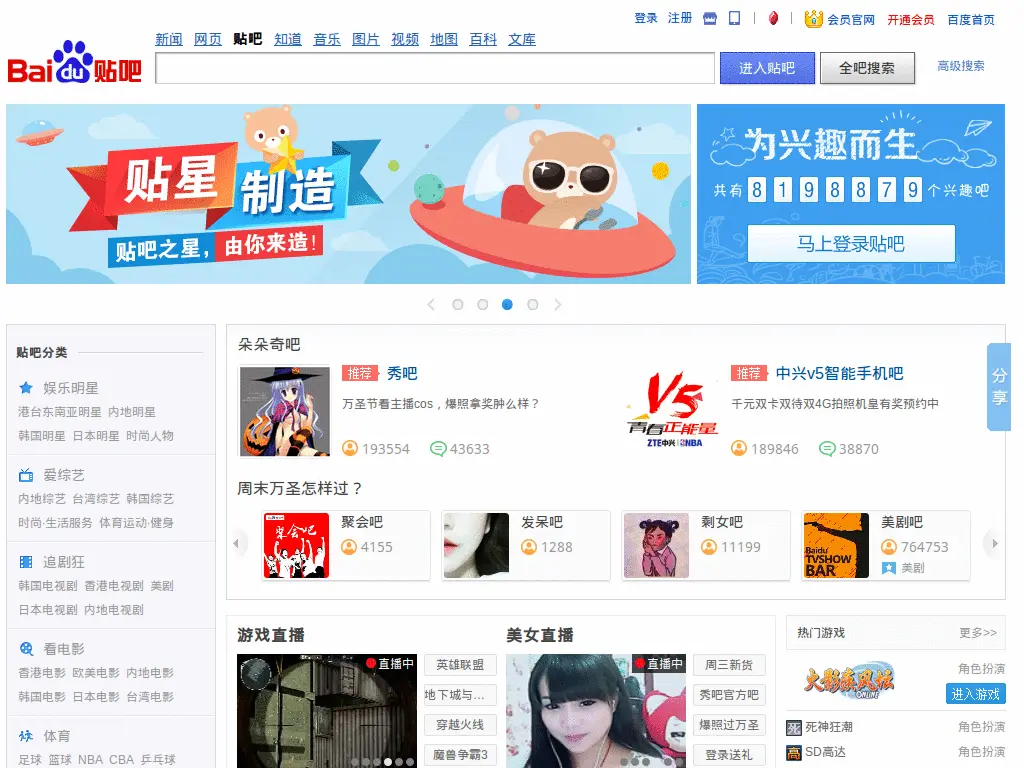 登录 注册 会员官网 开通会员 百度首页
新闻 网页 贴吧 知道 音乐 图片 视频 地图 百科 文库
Bai du 贴吧
进入贴吧 全吧搜索 高级搜索
贴星
制造
贴吧之星，由你来造！
为兴趣而生
共有 8 1 9 8 8 7 9 个兴趣吧
马上登录贴吧
贴吧分类
娱乐明星
港台东南亚明星 内地明星
韩国明星 日本明星 时尚人物
爱综艺
内地综艺 台湾综艺 韩国综艺
时尚·生活服务 体育运动·健身
追剧狂
韩国电视剧 香港电视剧 美剧
日本电视剧 内地电视剧
看电影
香港电影 欧美电影 内地电影
韩国电影 日本电影 台湾电影
体育
足球 篮球 NBA CBA 乒乓球
朵朵奇吧
推荐 秀吧
万圣节看主播cos，爆照拿奖肿么样？
193554 43633
V5
青春正能量
ZTE中兴 NBA
推荐 中兴v5智能手机吧
千元双卡双待双4G拍照机皇有奖预约中
189846 38870
周末万圣怎样过？
聚会吧
聚会吧
4155
发呆吧
1288
剩女吧
11199
Baidu
TVSHOW
BAR
美剧吧
764753
美剧
分享
游戏直播
直播中
英雄联盟
地下城与...
穿越火线
魔兽争霸3
美女直播
直播中
周三新货
秀吧官方吧
爆照过万圣
登录送礼
热门游戏 更多>>
火影疾风坛
ONLINE
角色扮演
进入游戏
死 死神狂潮 角色扮演
高 SD高达 角色扮演